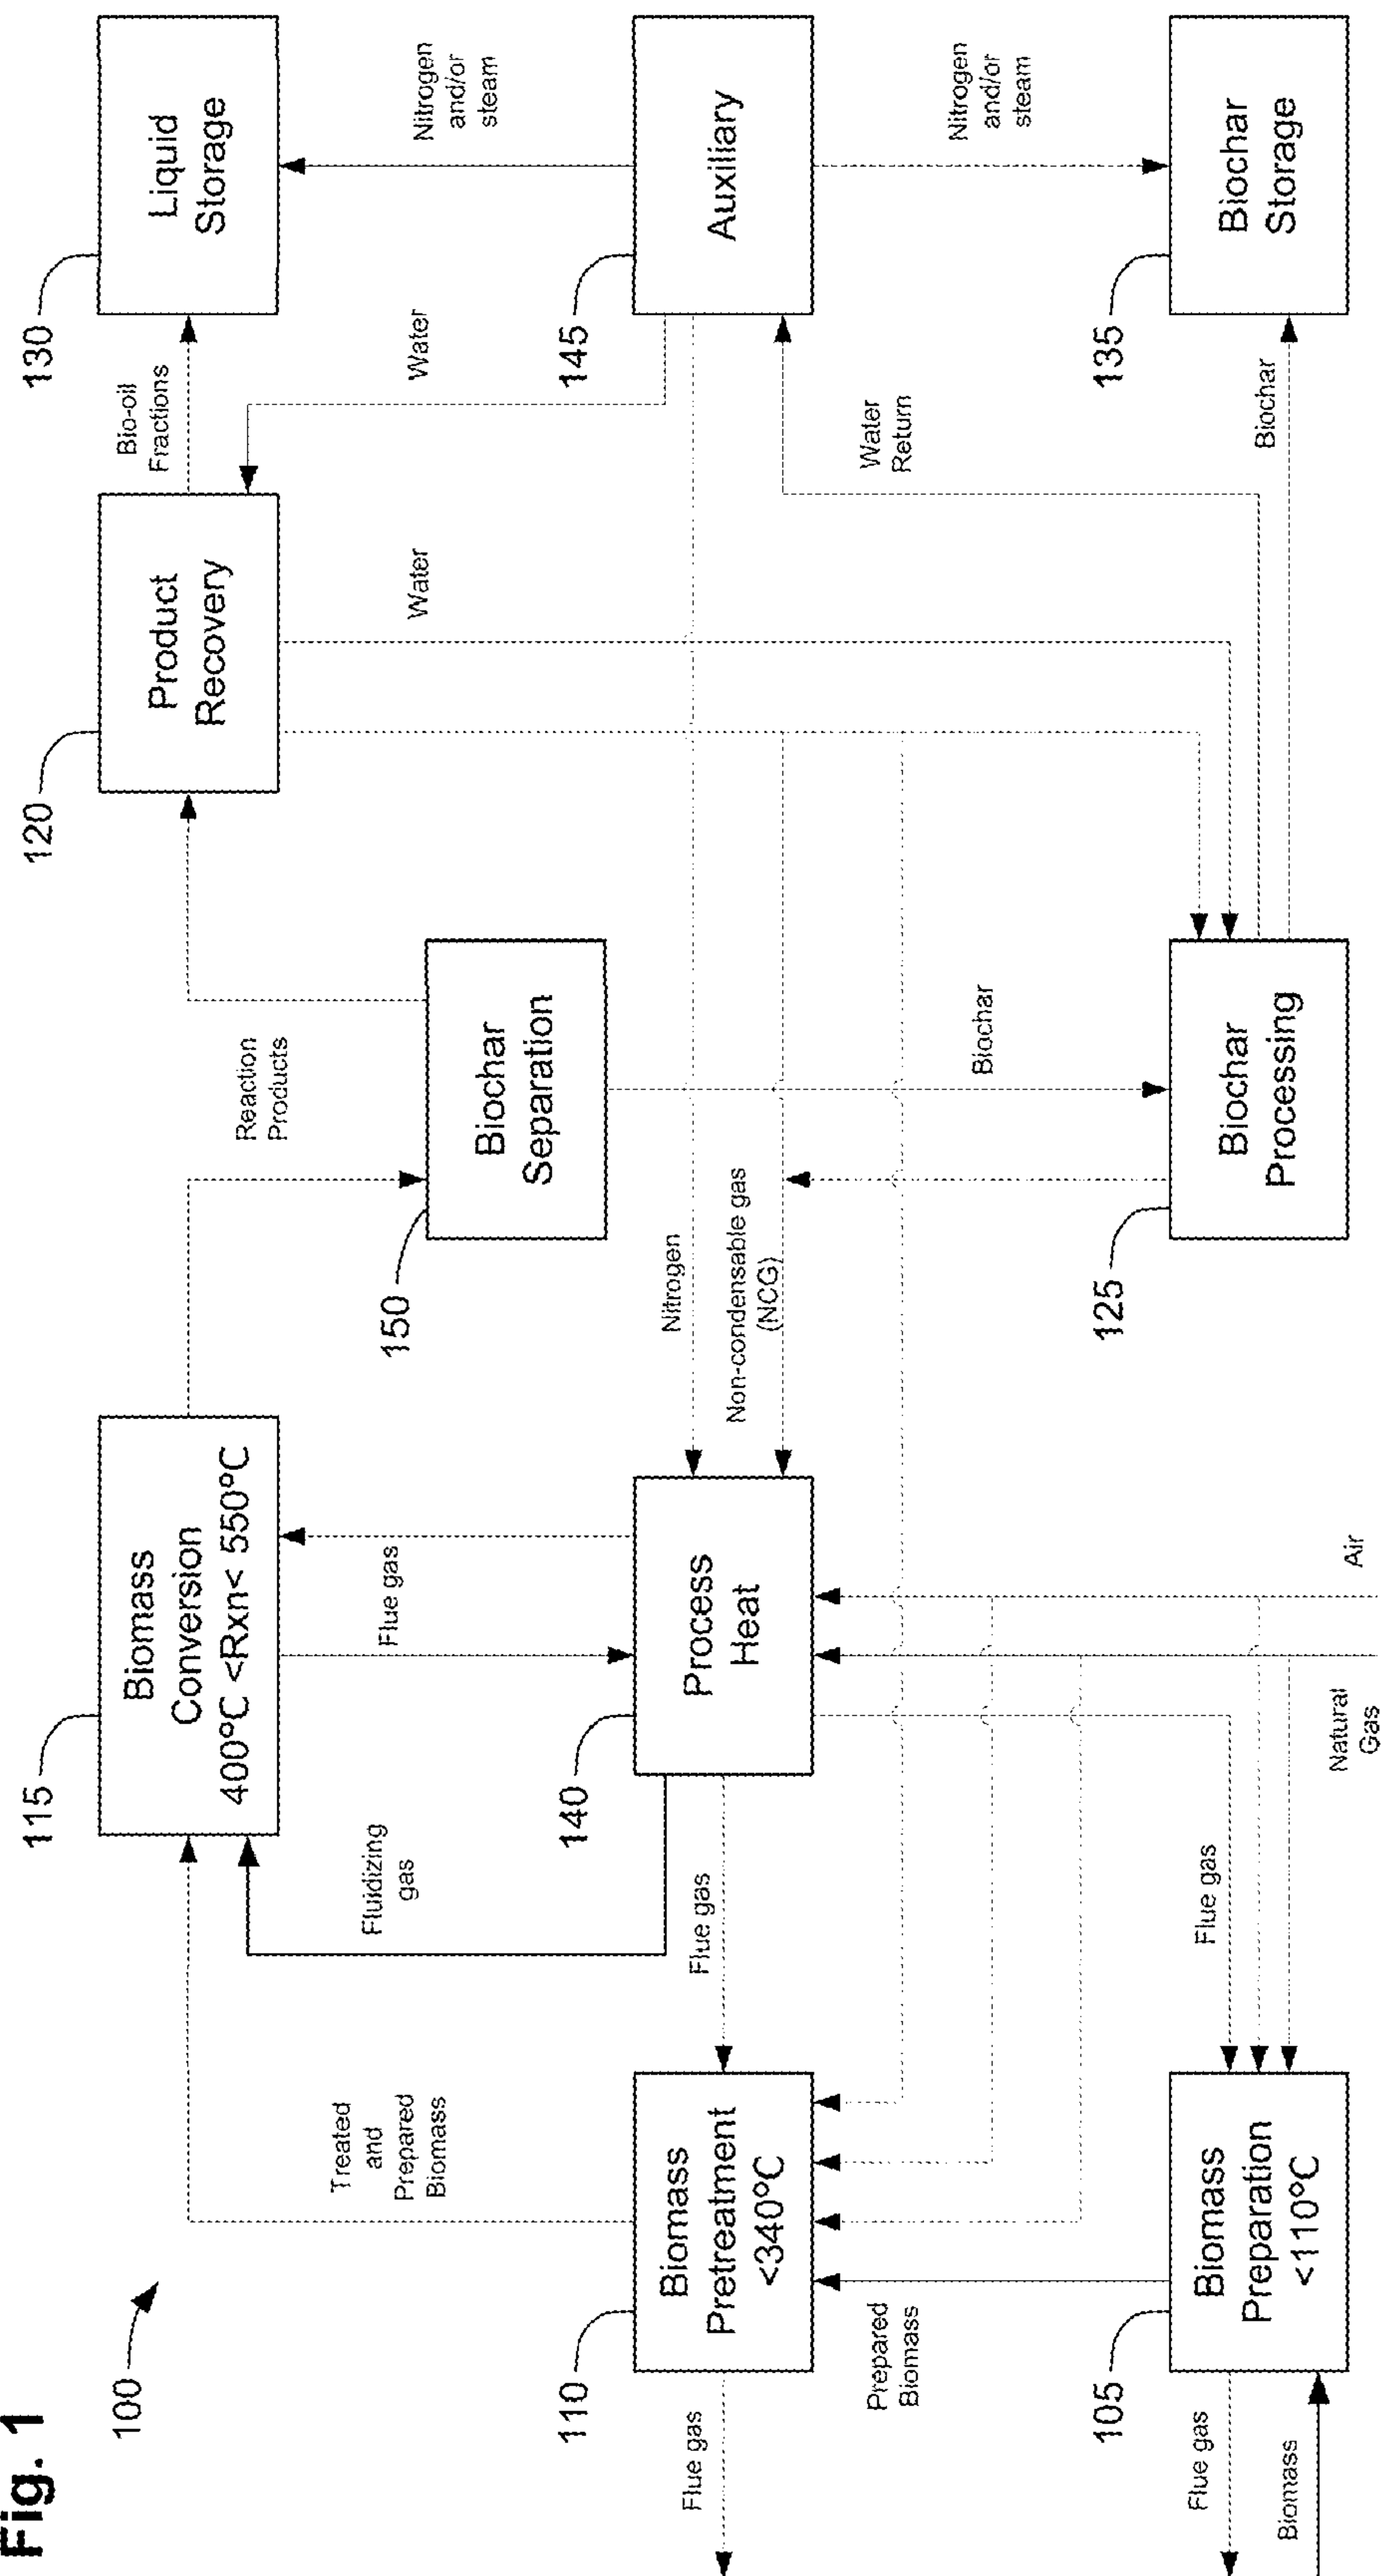 Fig. 1
100
115
Biomass
Conversion
400°C <Rxn< 550°C
Reaction
Products
120
Product
Recovery
Bio-oil
Fractions
130
Liquid
Storage
Treated
and
Prepared
Biomass
Fluidizing
gas
Flue gas
150
Biochar
Separation
Water
Water
Nitrogen
and/or
steam
110
Biomass
Pretreatment
<340°C
Flue gas
Flue gas
140
Process
Heat
Nitrogen
Non-condensable gas
(NCG)
145
Auxiliary
Prepared
Biomass
Biochar
Water
Return
Nitrogen
and/or
steam
105
Biomass
Preparation
<110°C
Flue gas
Biomass
Flue gas
Natural
Gas
Air
125
Biochar
Processing
Biochar
135
Biochar
Storage